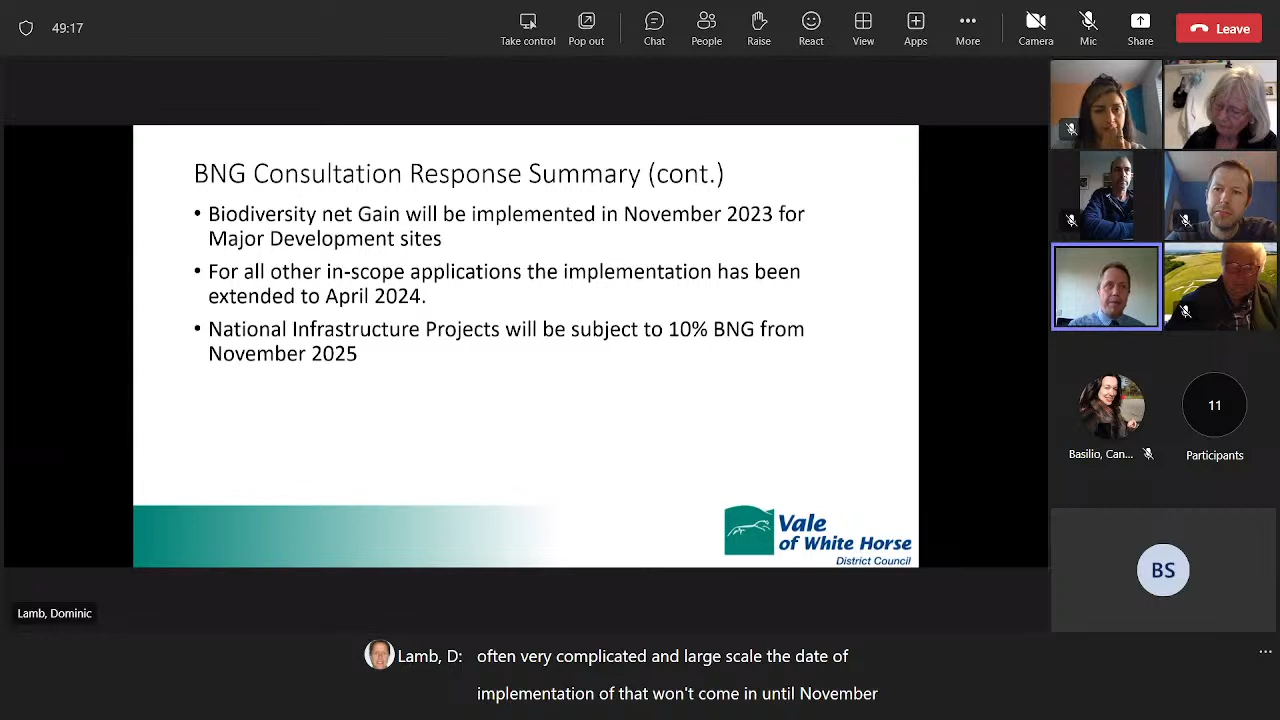 49:17
Take control
Pop out
Chat
People
Raise
React
View
Apps
More
Camera
Mic
Share
Leave
BNG Consultation Response Summary (cont.)
• Biodiversity net Gain will be implemented in November 2023 for
Major Development sites
• For all other in-scope applications the implementation has been
extended to April 2024.
• National Infrastructure Projects will be subject to 10% BNG from
November 2025
Vale
of White Horse
District Council
Lamb, Dominic
Basilio, Can...
11
Participants
BS
Lamb, D: often very complicated and large scale the date of
implementation of that won't come in until November